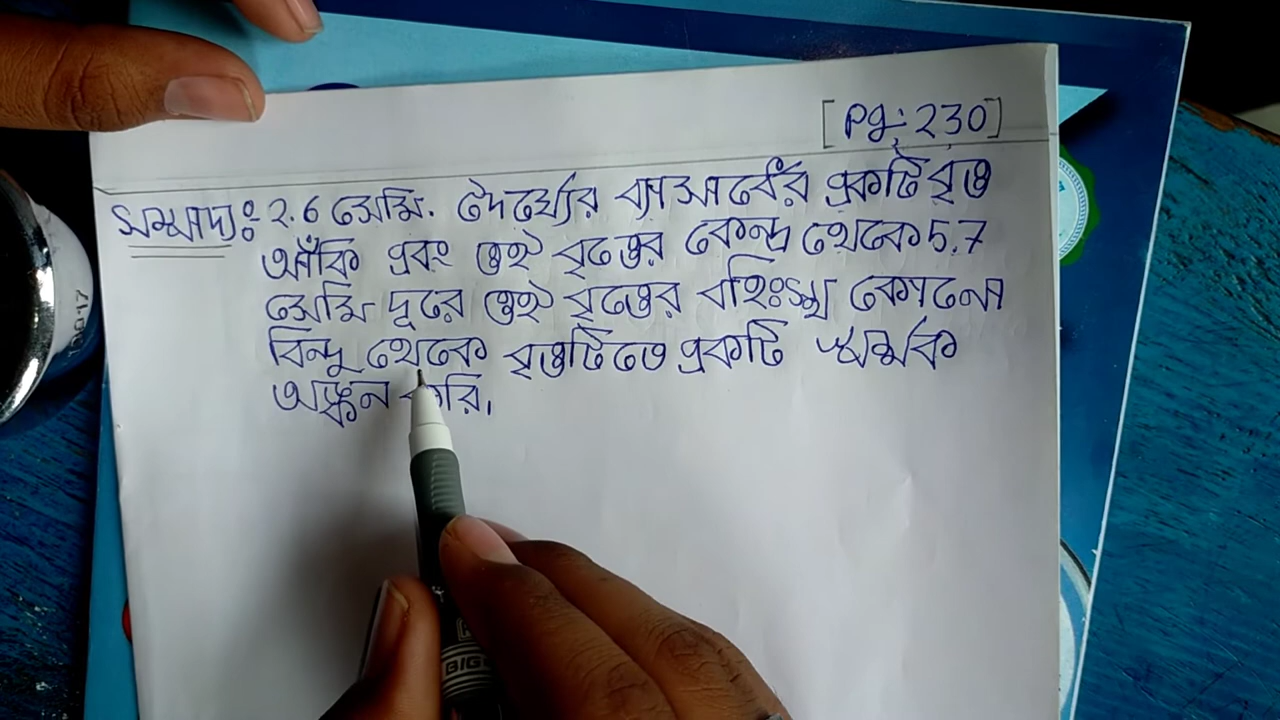 [Pg: 230]
সম্পাদ্যঃ 2.6 সেমি. দৈর্ঘ্যের ব্যাসার্ধের একটি বৃত্ত
আঁকি এবং ওই বৃত্তের কেন্দ্র থেকে 5.7
সেমি দূরে ওই বৃত্তের বহিঃস্থ কোনো
বিন্দু থেকে বৃত্তটিতে একটি স্পর্শক
অঙ্কন করি।
BIG